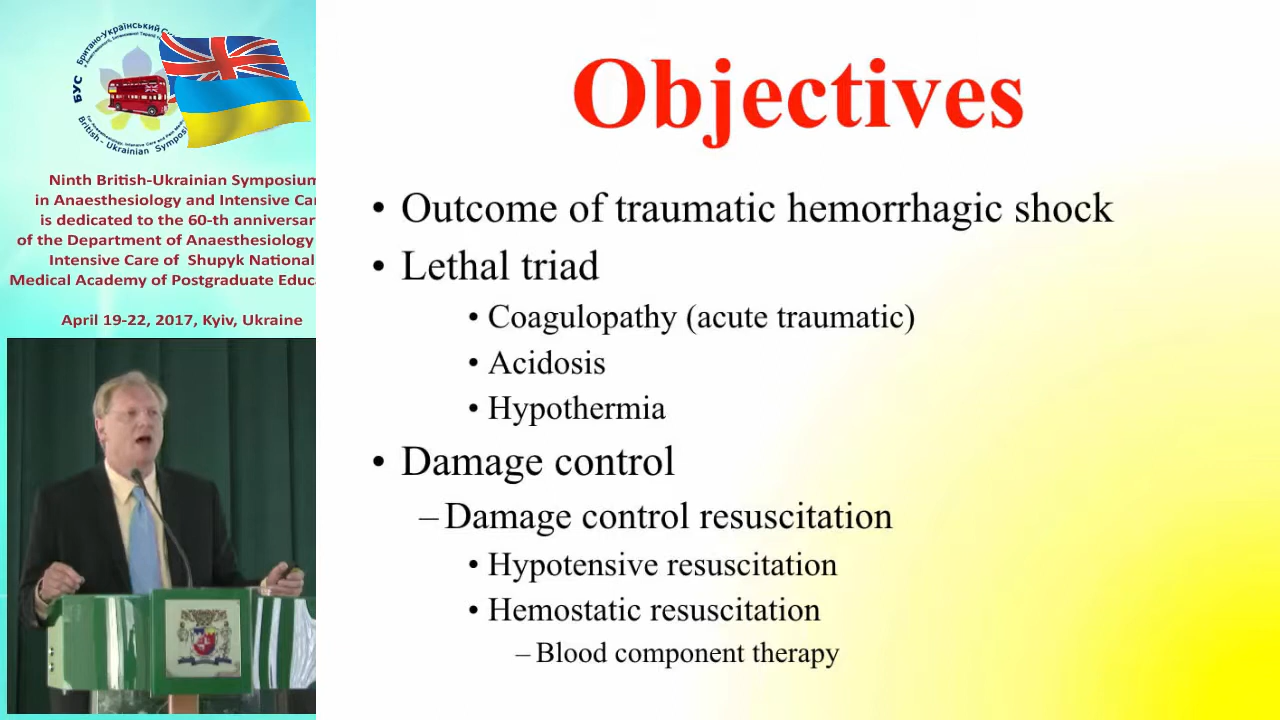 Британо-Український
БУС
British - Ukrainian Symposi
Ninth British-Ukrainian Symposium
in Anaesthesiology and Intensive Car
is dedicated to the 60-th anniversar
of the Department of Anaesthesiology
Intensive Care of Shupyk National
Medical Academy of Postgraduate Educ
April 19-22, 2017, Kyiv, Ukraine
Objectives
• Outcome of traumatic hemorrhagic shock
• Lethal triad
• Coagulopathy (acute traumatic)
• Acidosis
• Hypothermia
• Damage control
– Damage control resuscitation
• Hypotensive resuscitation
• Hemostatic resuscitation
– Blood component therapy